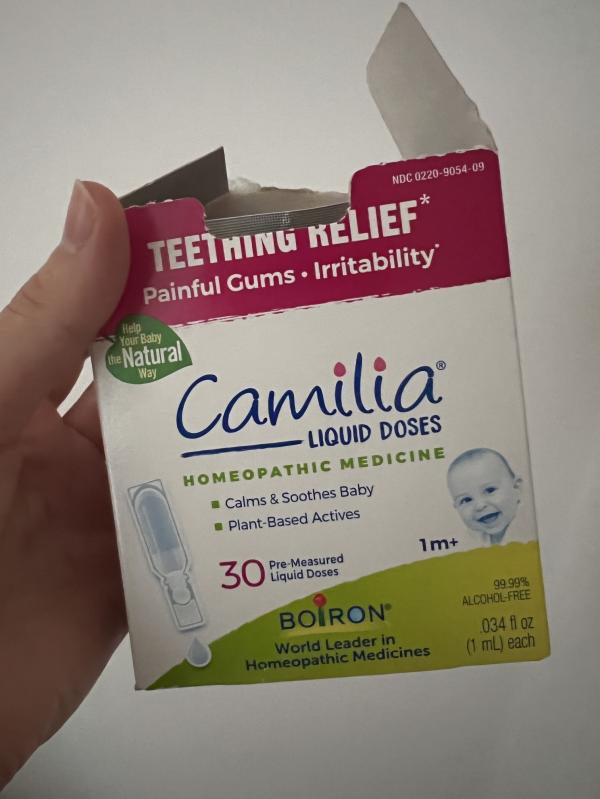 NDC 0220-9054-09
TEETHING RELIEF*
Painful Gums • Irritability*
Help
Your Baby
the Natural
Way
Camilia®
LIQUID DOSES
HOMEOPATHIC MEDICINE
Calms & Soothes Baby
Plant-Based Actives
1m+
30 Pre-Measured
Liquid Doses
99.99%
ALCOHOL-FREE
BOIRON®
World Leader in
Homeopathic Medicines
.034 fl oz
(1 mL) each